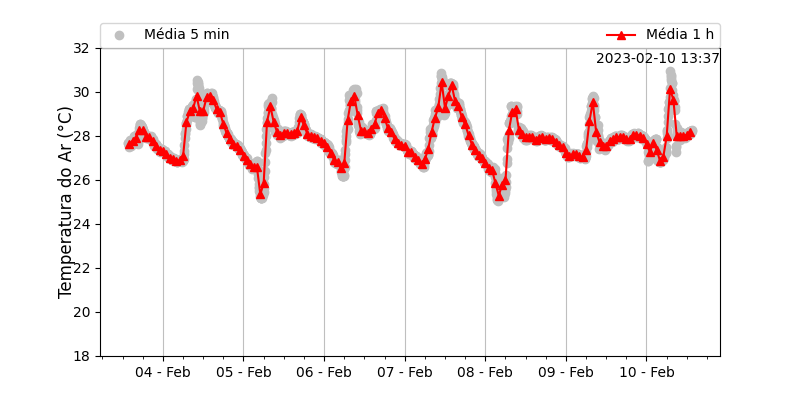 Média 5 min
Média 1 h
2023-02-10 13:37
Temperatura do Ar (°C)
32
30
28
26
24
22
20
18
04 - Feb
05 - Feb
06 - Feb
07 - Feb
08 - Feb
09 - Feb
10 - Feb